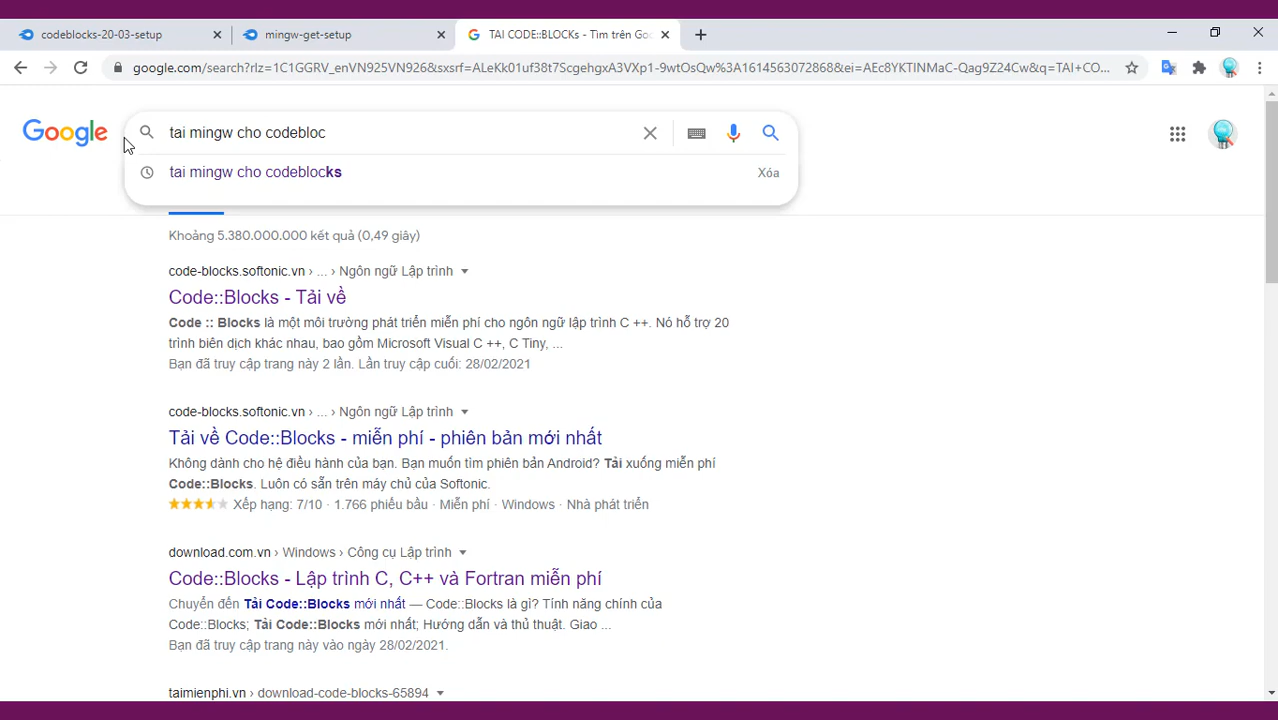 codeblocks-20-03-setup
mingw-get-setup
TAI CODE::BLOCKs - Tìm trên Goo
google.com/search?rlz=1C1GGRV_enVN925VN926&sxsrf=ALeKk01uf38t7ScgehgxA3VXp1-9wtOsQw%3A1614563072868&ei=AEc8YKTINMaC-Qag9Z24Cw&q=TAI+CO...
Google
tai mingw cho codebloc
tai mingw cho codeblocks
Xóa
Khoảng 5.380.000.000 kết quả (0,49 giây)
code-blocks.softonic.vn › ... › Ngôn ngữ Lập trình
Code::Blocks - Tải về
Code :: Blocks là một môi trường phát triển miễn phí cho ngôn ngữ lập trình C ++. Nó hỗ trợ 20
trình biên dịch khác nhau, bao gồm Microsoft Visual C ++, C Tiny, ...
Bạn đã truy cập trang này 2 lần. Lần truy cập cuối: 28/02/2021
code-blocks.softonic.vn › ... › Ngôn ngữ Lập trình
Tải về Code::Blocks - miễn phí - phiên bản mới nhất
Không dành cho hệ điều hành của bạn. Bạn muốn tìm phiên bản Android? Tải xuống miễn phí
Code::Blocks. Luôn có sẵn trên máy chủ của Softonic.
Xếp hạng: 7/10 · 1.766 phiếu bầu · Miễn phí · Windows · Nhà phát triển
download.com.vn › Windows › Công cụ Lập trình
Code::Blocks - Lập trình C, C++ và Fortran miễn phí
Chuyển đến Tải Code::Blocks mới nhất — Code::Blocks là gì? Tính năng chính của
Code::Blocks; Tải Code::Blocks mới nhất; Hướng dẫn và thủ thuật. Giao ...
Bạn đã truy cập trang này vào ngày 28/02/2021.
taimienphi.vn › download-code-blocks-65894